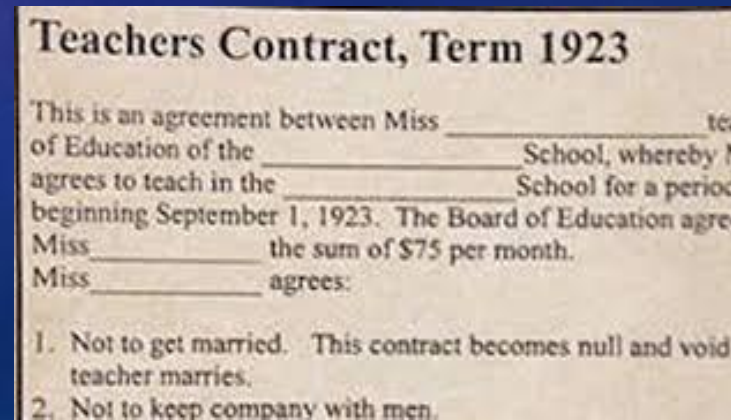 Teachers Contract, Term 1923
This is an agreement between Miss
of Education of the School, whereby
agrees to teach in the School for a period
beginning September 1, 1923. The Board of Education
Miss the sum of $75 per month.
Miss agrees:
1. Not to get married. This contract becomes null and void
teacher marries.
2. Not to keep company with men.